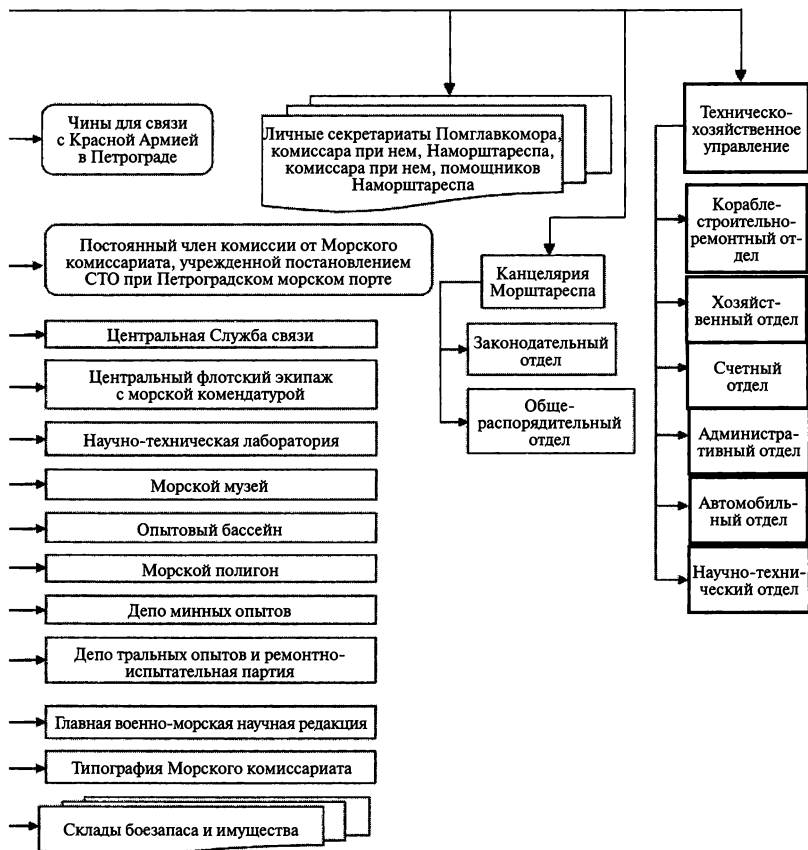 Чины для связи
с Красной Армией
в Петрограде
Личные секретариаты Помглавкомора,
комиссара при нем, Наморштареспа,
комиссара при нем, помощников
Наморштареспа
Техническо-
хозяйственное
управление
Корабле-
строительно-
ремонтный от-
дел
Постоянный член комиссии от Морского
комиссариата, учрежденной постановлением
СТО при Петроградском морском порте
Канцелярия
Морштареспа
Хозяйст-
венный отдел
Центральная Служба связи
Законодательный
отдел
Счетный
отдел
Центральный флотский экипаж
с морской комендатурой
Обще-
распорядительный
отдел
Научно-техническая лаборатория
Администра-
тивный отдел
Морской музей
Автомобиль-
ный отдел
Опытовый бассейн
Морской полигон
Научно-техни-
ческий отдел
Депо минных опытов
Депо тральных опытов и ремонтно-
испытательная партия
Главная военно-морская научная редакция
Типография Морского комиссариата
Склады боезапаса и имущества